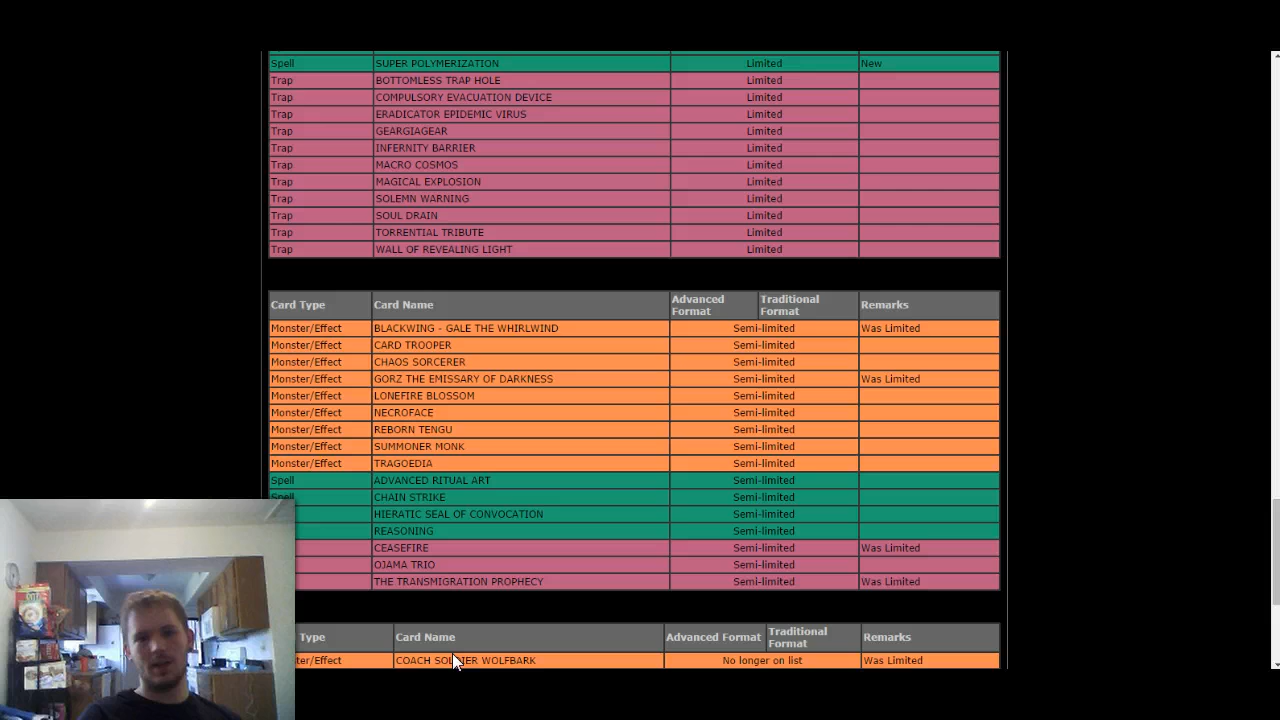 Spell SUPER POLYMERIZATION Limited New
Trap BOTTOMLESS TRAP HOLE Limited
Trap COMPULSORY EVACUATION DEVICE Limited
Trap ERADICATOR EPIDEMIC VIRUS Limited
Trap GEARGIAGEAR Limited
Trap INFERNITY BARRIER Limited
Trap MACRO COSMOS Limited
Trap MAGICAL EXPLOSION Limited
Trap SOLEMN WARNING Limited
Trap SOUL DRAIN Limited
Trap TORRENTIAL TRIBUTE Limited
Trap WALL OF REVEALING LIGHT Limited
Card Type Card Name Advanced Format Traditional Format Remarks
Monster/Effect BLACKWING - GALE THE WHIRLWIND Semi-limited Was Limited
Monster/Effect CARD TROOPER Semi-limited
Monster/Effect CHAOS SORCERER Semi-limited
Monster/Effect GORZ THE EMISSARY OF DARKNESS Semi-limited Was Limited
Monster/Effect LONEFIRE BLOSSOM Semi-limited
Monster/Effect NECROFACE Semi-limited
Monster/Effect REBORN TENGU Semi-limited
Monster/Effect SUMMONER MONK Semi-limited
Monster/Effect TRAGOEDIA Semi-limited
Spell ADVANCED RITUAL ART Semi-limited
Spell CHAIN STRIKE Semi-limited
HIERATIC SEAL OF CONVOCATION Semi-limited
REASONING Semi-limited
CEASEFIRE Semi-limited Was Limited
OJAMA TRIO Semi-limited
THE TRANSMIGRATION PROPHECY Semi-limited Was Limited
Type Card Name Advanced Format Traditional Format Remarks
ter/Effect COACH SOLDIER WOLFBARK No longer on list Was Limited